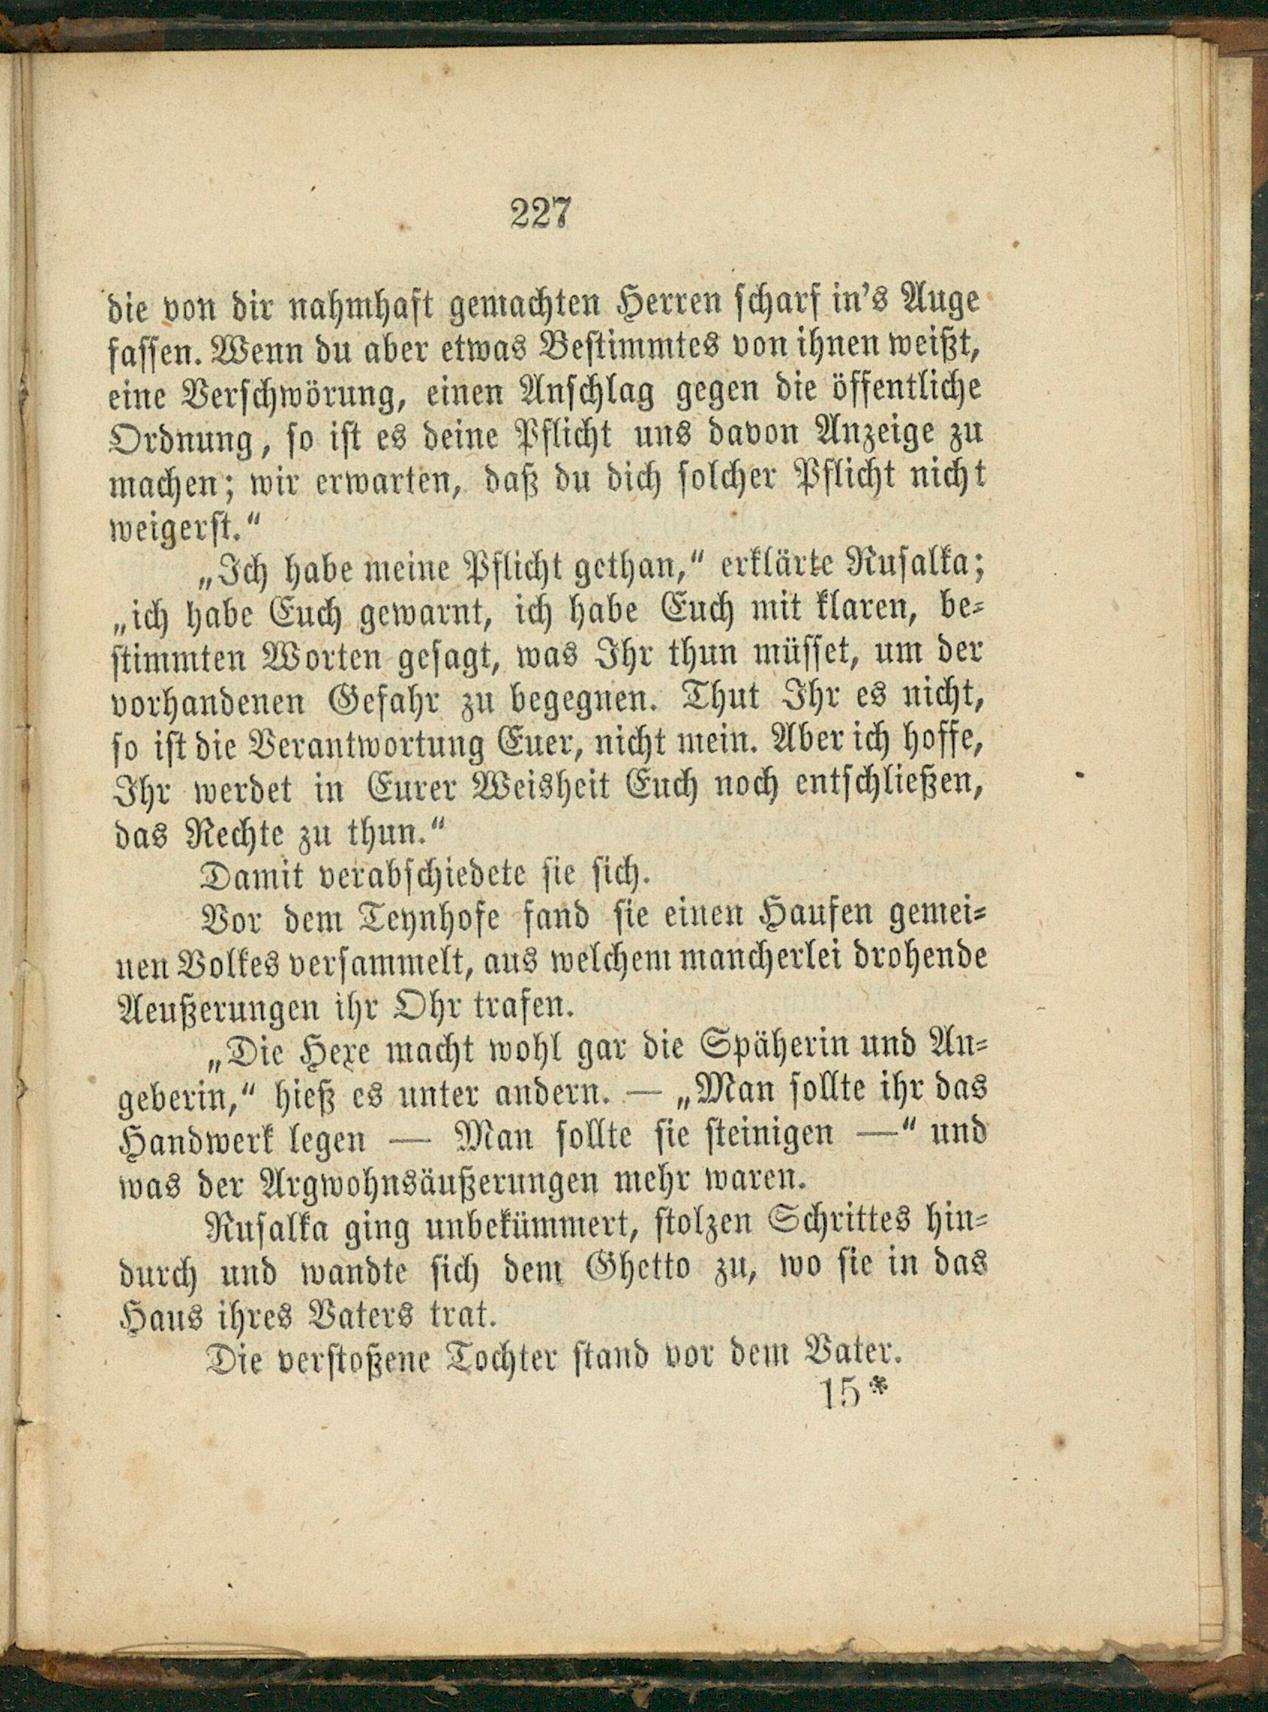 227
die von dir nahmhaft gemachten Herren scharf in's Auge
fassen. Wenn du aber etwas Bestimmtes von ihnen weißt,
eine Verschwörung, einen Anschlag gegen die öffentliche
Ordnung, so ist es deine Pflicht uns davon Anzeige zu
machen; wir erwarten, daß du dich solcher Pflicht nicht
weigerst.“
„Ich habe meine Pflicht gethan,“ erklärte Rusalka;
„ich habe Euch gewarnt, ich habe Euch mit klaren, be-
stimmten Worten gesagt, was Ihr thun müsset, um der
vorhandenen Gefahr zu begegnen. Thut Ihr es nicht,
so ist die Verantwortung Euer, nicht mein. Aber ich hoffe,
Ihr werdet in Eurer Weisheit Euch noch entschließen,
das Rechte zu thun.“
Damit verabschiedete sie sich.
Vor dem Teynhofe fand sie einen Haufen gemei-
nen Volkes versammelt, aus welchem mancherlei drohende
Aeußerungen ihr Ohr trafen.
„Die Hexe macht wohl gar die Späherin und An-
geberin,“ hieß es unter andern. — „Man sollte ihr das
Handwerk legen — Man sollte sie steinigen —“ und
was der Argwohnsäußerungen mehr waren.
Rusalka ging unbekümmert, stolzen Schrittes hin-
durch und wandte sich dem Ghetto zu, wo sie in das
Haus ihres Vaters trat.
Die verstoßene Tochter stand vor dem Vater.
15*